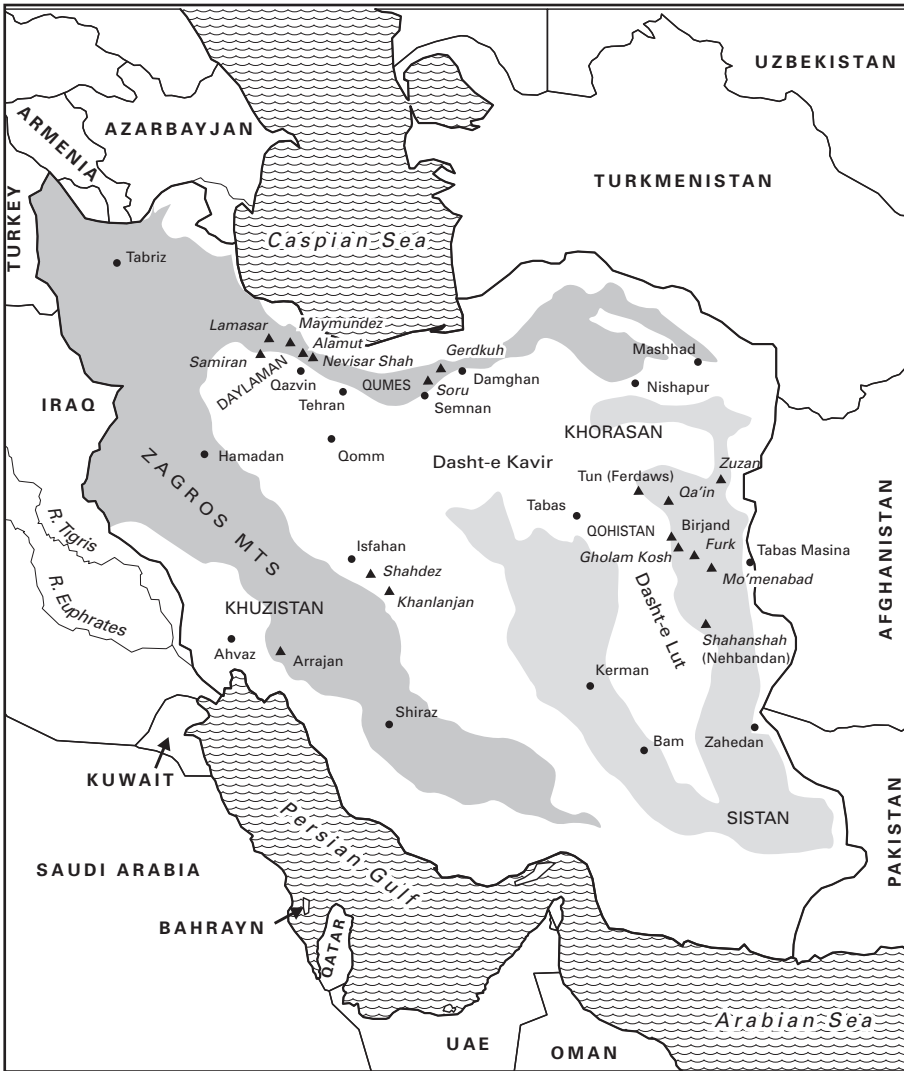 UZBEKISTAN
ARMENIA
AZARBAYJAN
TURKMENISTAN
TURKEY
Caspian Sea
Tabriz
Lamasar
Maymundez
Alamut
Samiran
Nevisar Shah
Gerdkuh
Mashhad
DAYLAMAN
Qazvin
QUMES
Damghan
Nishapur
Tehran
Soru
Semnan
IRAQ
KHORASAN
Hamadan
Qomm
Dasht-e Kavir
Zuzan
Tun (Ferdaws)
Qa'in
ZAGROS MTS
Tabas
QOHISTAN
Birjand
Furk
R. Tigris
Isfahan
Gholam Kosh
Tabas Masina
Shahdez
Mo'menabad
AFGHANISTAN
R. Euphrates
Khanlanjan
Dasht-e Lut
KHUZISTAN
Shahanshah
(Nehbandan)
Ahvaz
Arrajan
Kerman
Shiraz
Bam
Zahedan
KUWAIT
SISTAN
PAKISTAN
Persian Gulf
SAUDI ARABIA
BAHRAYN
QATAR
Arabian Sea
UAE
OMAN